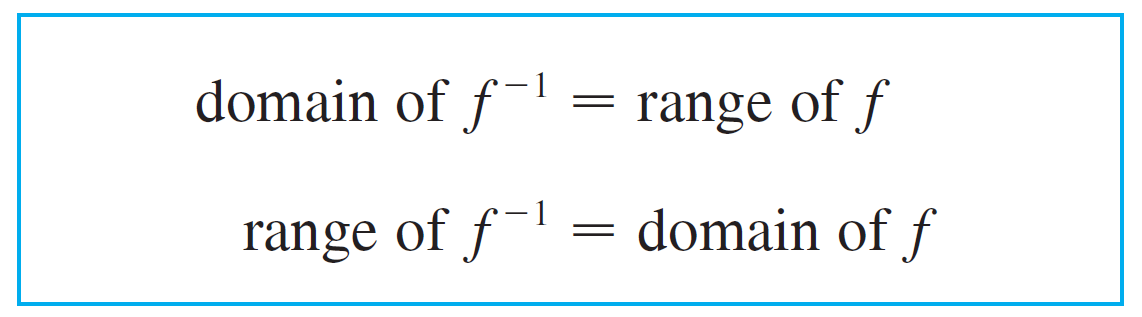 domain of f⁻¹ = range of f
range of f⁻¹ = domain of f